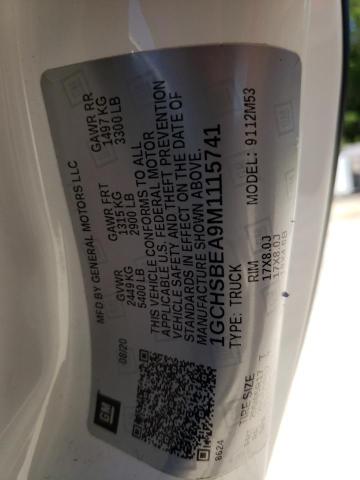 GM
08/20
MFD BY GENERAL MOTORS LLC
GVWR GAWR FRT GAWR RR
2449 KG 1315 KG 1497 KG
5400 LB 2900 LB 3300 LB
THIS VEHICLE CONFORMS TO ALL
APPLICABLE U.S. FEDERAL MOTOR
VEHICLE SAFETY AND THEFT PREVENTION
STANDARDS IN EFFECT ON THE DATE OF
MANUFACTURE SHOWN ABOVE.
1GCHSBEA9M1115741
TYPE: TRUCK MODEL: 9112M53
8624
TIRE SIZE RIM
17X8.0J
17X8.0J